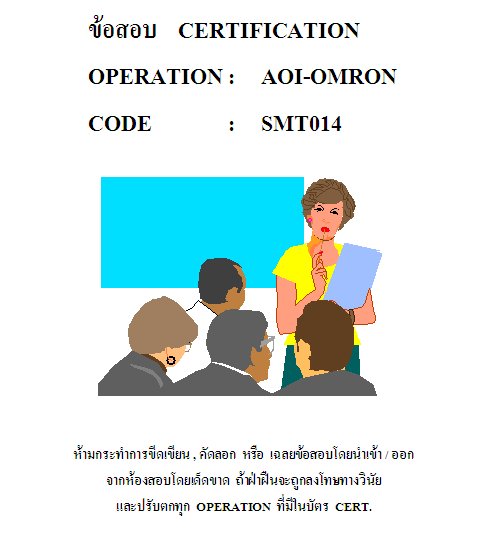 ข้อสอบ CERTIFICATION
OPERATION : AOI-OMRON
CODE : SMT014
ห้ามกระทำการขีดเขียน , คัดลอก หรือ เฉลยข้อสอบโดยนำเข้า / ออก
จากห้องสอบโดยเด็ดขาด ถ้าฝ่าฝืนจะถูกลงโทษทางวินัย
และปรับตกทุก OPERATION ที่มีในบัตร CERT.